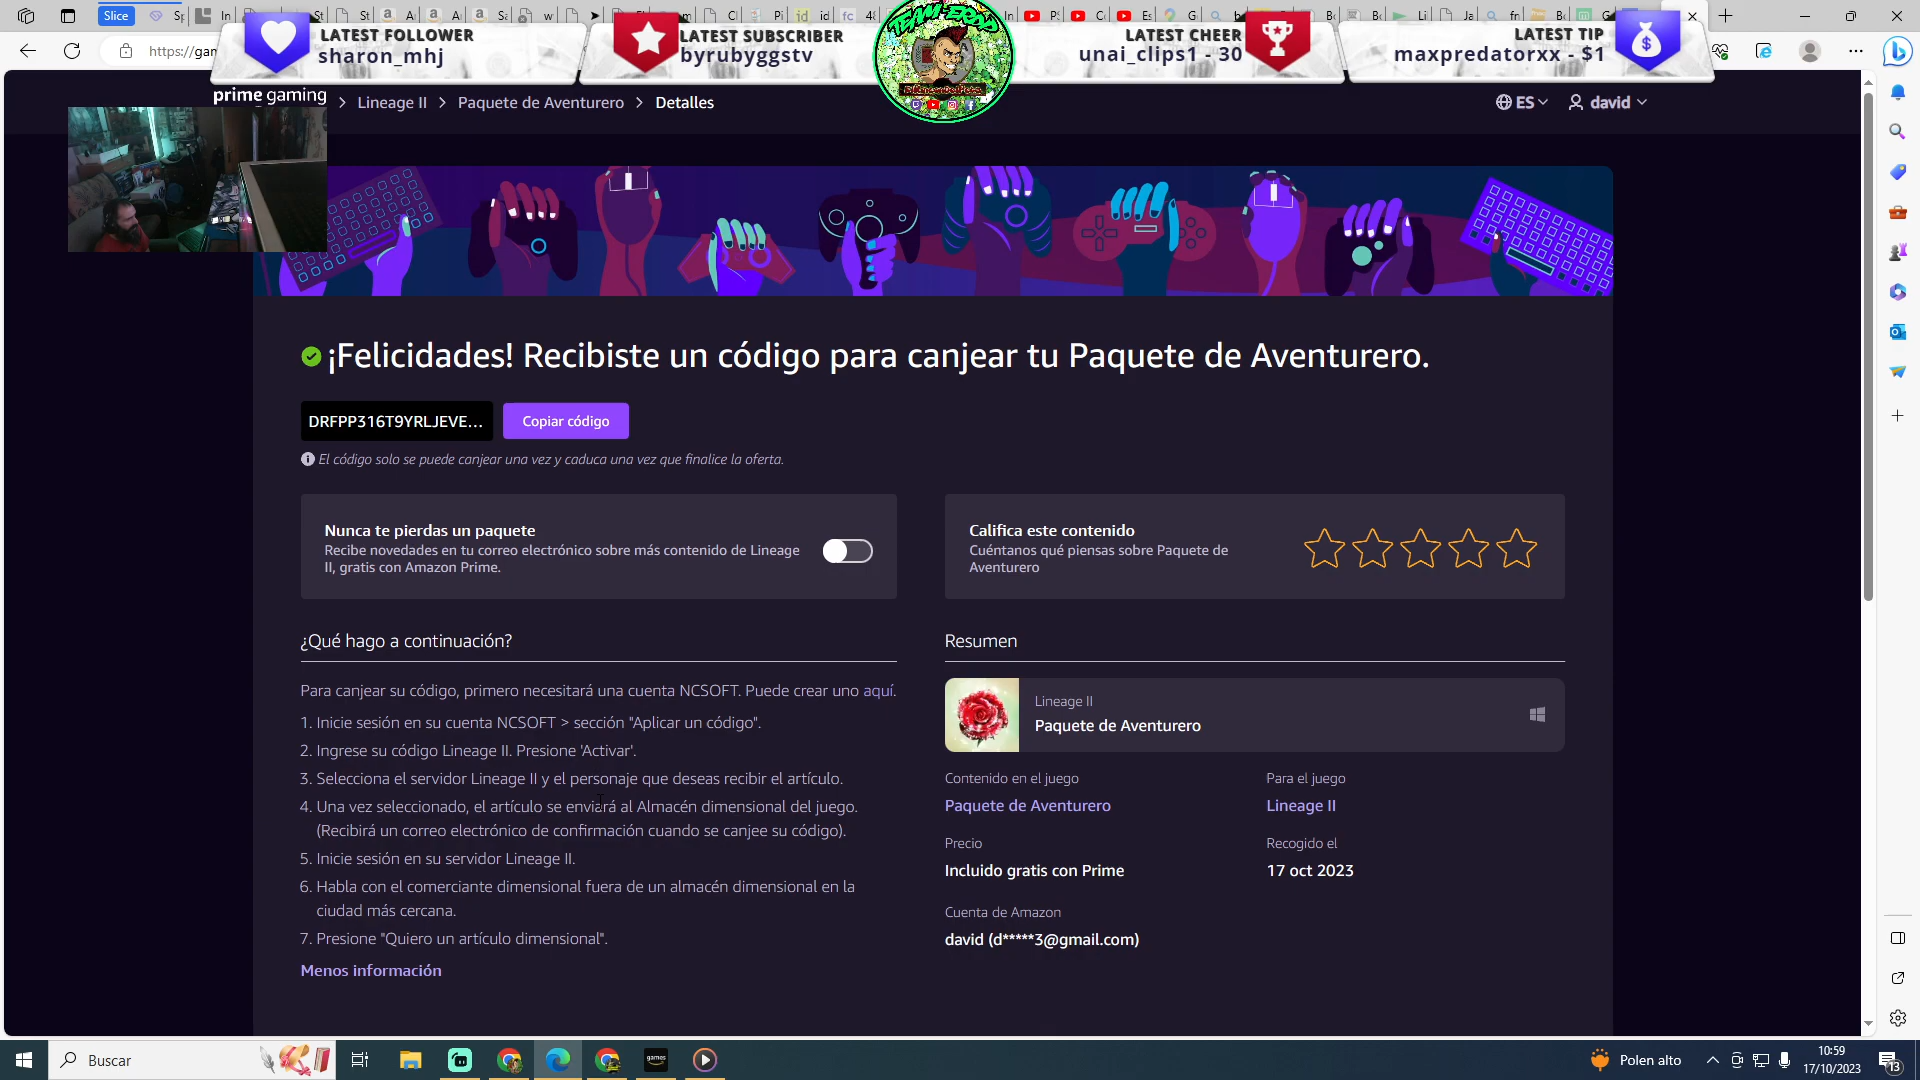 Slice
https://gam
LATEST FOLLOWER
sharon_mhj
LATEST SUBSCRIBER
byrubyggstv
TEAM EROD
LATEST CHEER
unai_clips1 - 30
LATEST TIP
maxpredatorxx - $1
prime gaming
Lineage II
Paquete de Aventurero
Detalles
ES
david
¡Felicidades! Recibiste un código para canjear tu Paquete de Aventurero.
DRFPP316T9YRLJEVE...
Copiar código
El código solo se puede canjear una vez y caduca una vez que finalice la oferta.
Nunca te pierdas un paquete
Recibe novedades en tu correo electrónico sobre más contenido de Lineage
II, gratis con Amazon Prime.
Califica este contenido
Cuéntanos qué piensas sobre Paquete de
Aventurero
¿Qué hago a continuación?
Para canjear su código, primero necesitará una cuenta NCSOFT. Puede crear uno aquí.
1. Inicie sesión en su cuenta NCSOFT > sección "Aplicar un código".
2. Ingrese su código Lineage II. Presione 'Activar'.
3. Selecciona el servidor Lineage II y el personaje que deseas recibir el artículo.
4. Una vez seleccionado, el artículo se enviará al Almacén dimensional del juego.
(Recibirá un correo electrónico de confirmación cuando se canjee su código).
5. Inicie sesión en su servidor Lineage II.
6. Habla con el comerciante dimensional fuera de un almacén dimensional en la
ciudad más cercana.
7. Presione "Quiero un artículo dimensional".
Menos información
Resumen
Lineage II
Paquete de Aventurero
Contenido en el juego
Paquete de Aventurero
Para el juego
Lineage II
Precio
Incluido gratis con Prime
Recogido el
17 oct 2023
Cuenta de Amazon
david (d*****3@gmail.com)
Buscar
games
Polen alto
10:59
17/10/2023
13